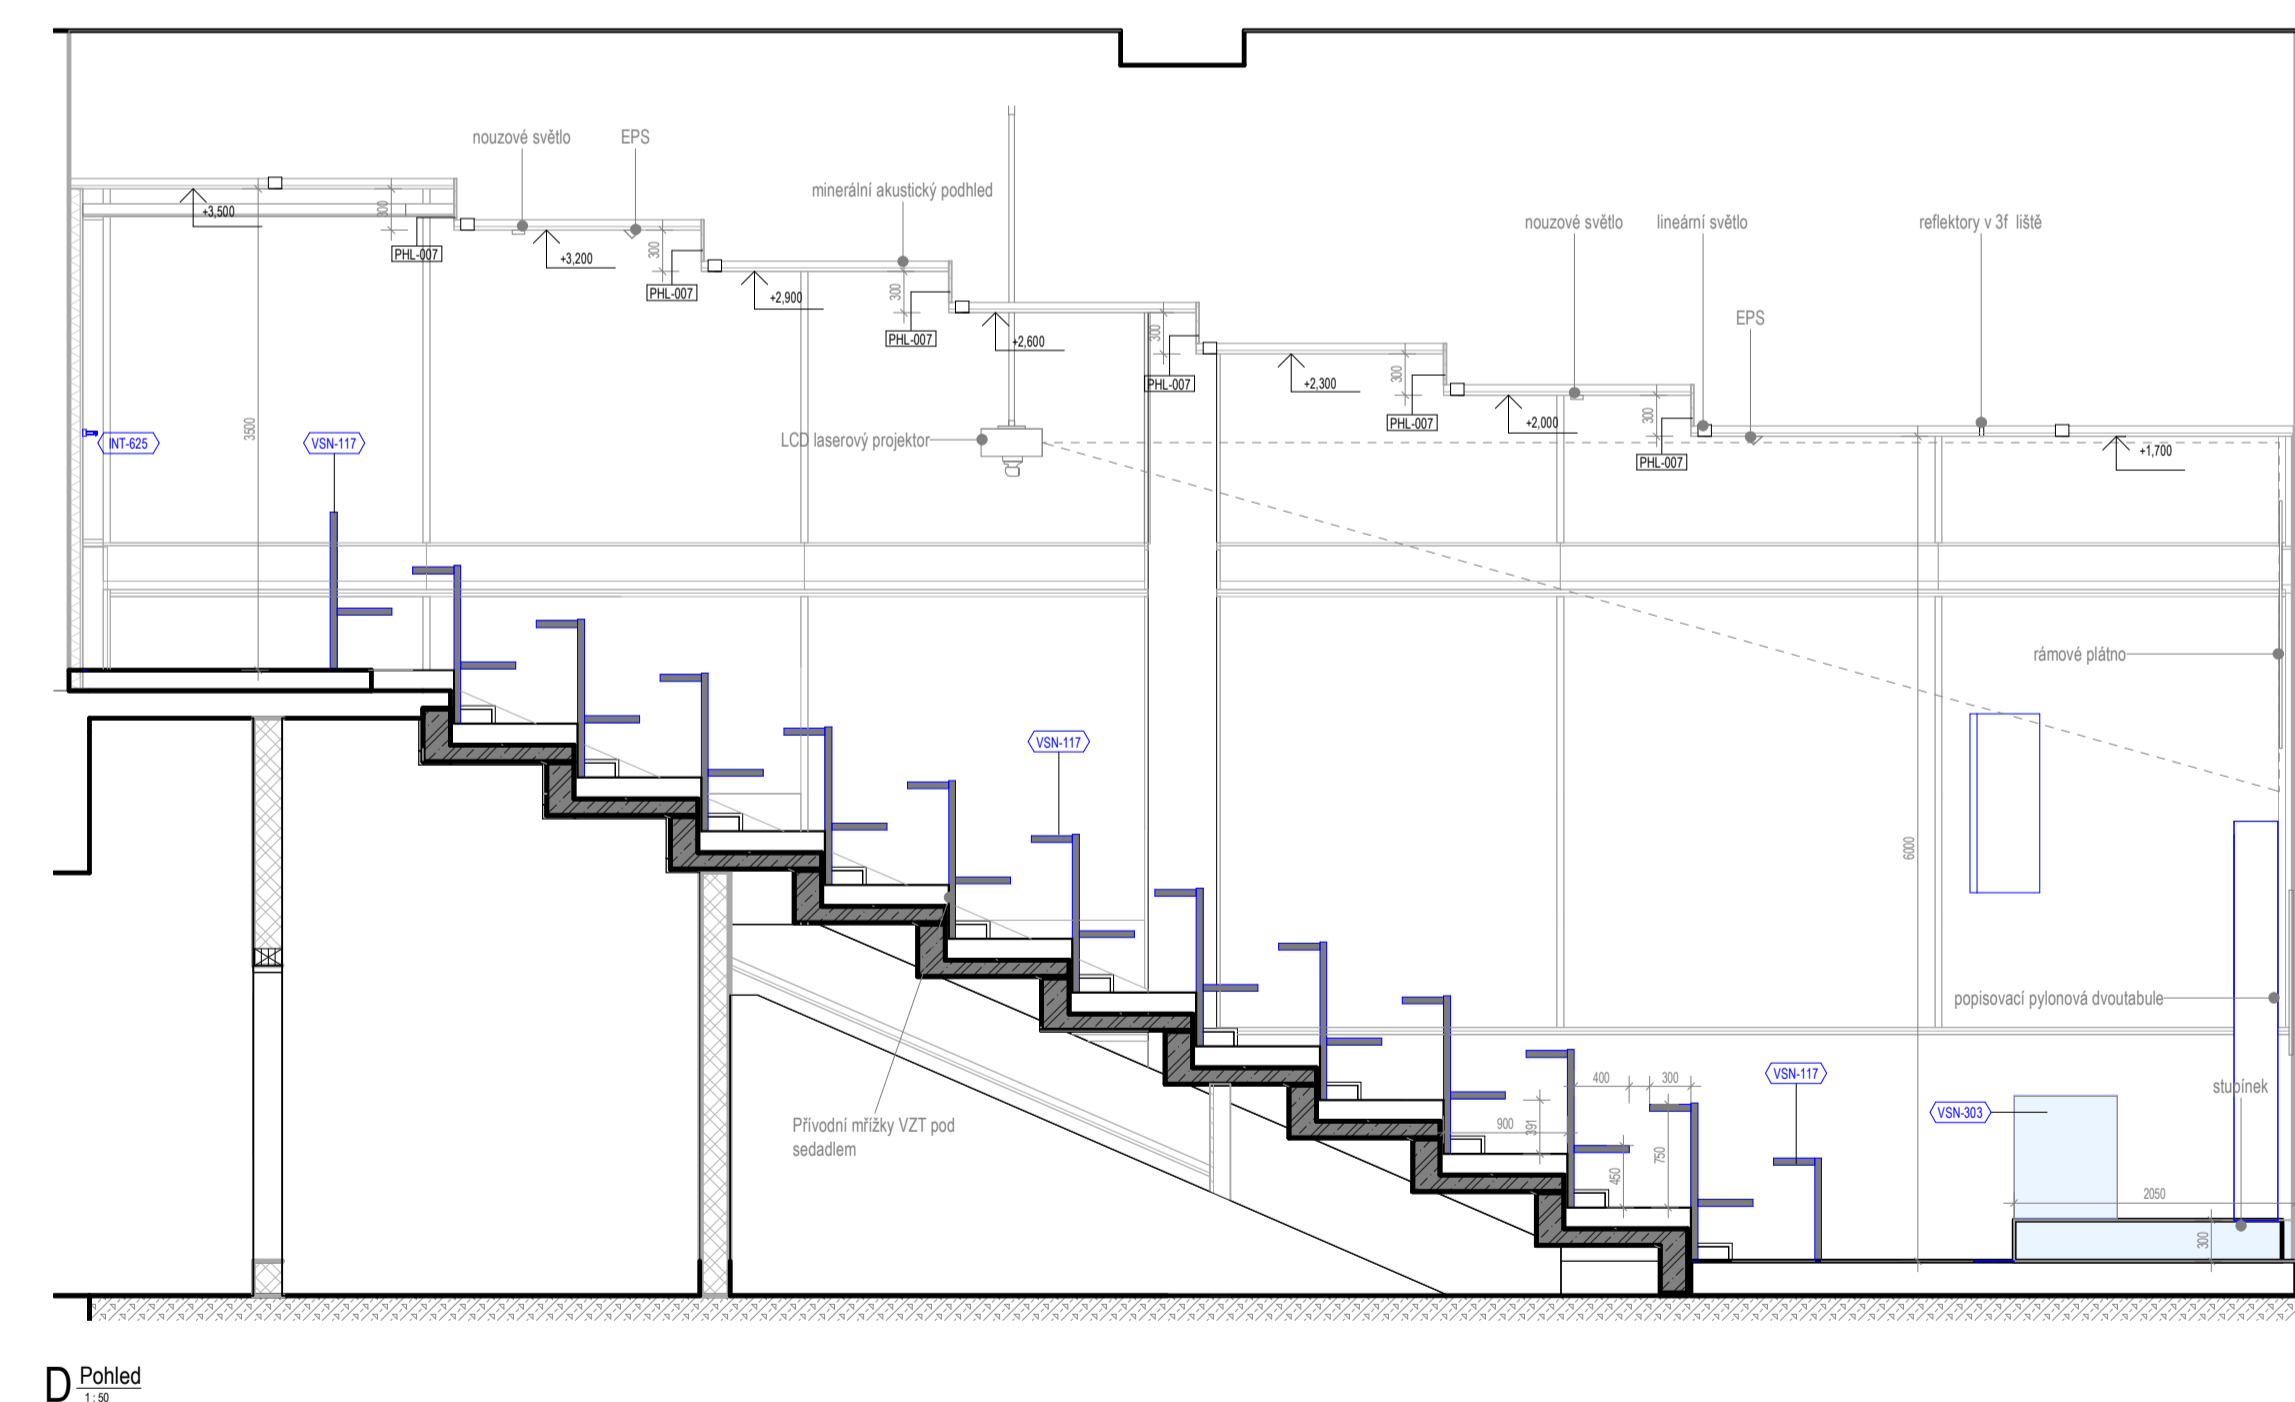 nouzové světlo
EPS
minerální akustický podhled
nouzové světlo
lineární světlo
reflektory v 3f liště
+3,500
300
PHL-007
+3,200
300
PHL-007
+2,900
300
PHL-007
+2,600
300
PHL-007
EPS
+2,300
300
PHL-007
+2,000
300
PHL-007
+1,700
3500
INT-625
VSN-117
LCD laserový projektor
rámové plátno
VSN-117
6000
popisovací pylonová dvoutabule
VSN-117
400
300
stupínek
VSN-303
Přívodní mřížky VZT pod
sedadlem
900
391
450
750
2050
300
D Pohled
1 : 50